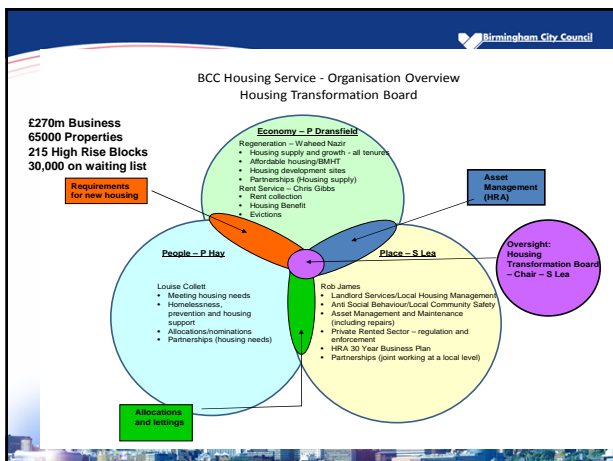 Birmingham City Council
BCC Housing Service - Organisation Overview
Housing Transformation Board
£270m Business
65000 Properties
215 High Rise Blocks
30,000 on waiting list
Economy – P Dransfield
Regeneration – Waheed Nazir
• Housing supply and growth - all tenures
• Affordable housing/BMHT
• Housing development sites
• Partnerships (Housing supply)
Rent Service – Chris Gibbs
• Rent collection
• Housing Benefit
• Evictions
Requirements
for new housing
Asset
Management
(HRA)
People – P Hay
Louise Collett
• Meeting housing needs
• Homelessness,
prevention and housing
support
• Allocations/nominations
• Partnerships (housing needs)
Place – S Lea
Rob James
• Landlord Services/Local Housing Management
• Anti Social Behaviour/Local Community Safety
• Asset Management and Maintenance
(including repairs)
• Private Rented Sector – regulation and
enforcement
• HRA 30 Year Business Plan
• Partnerships (joint working at a local level)
Oversight:
Housing
Transformation Board
– Chair – S Lea
Allocations
and lettings